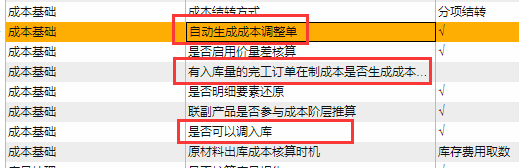 成本基础 成本结转方式 分项结转
成本基础 自动生成成本调整单 √
成本基础 是否启用价量差核算
成本基础 有入库量的完工订单在制成本是否生成成本... √
成本基础 是否明细要素还原 √
成本基础 联副产品是否参与成本阶层推算 √
成本基础 是否可以调入库 √
成本基础 原材料出库成本核算时机 库存费用取数